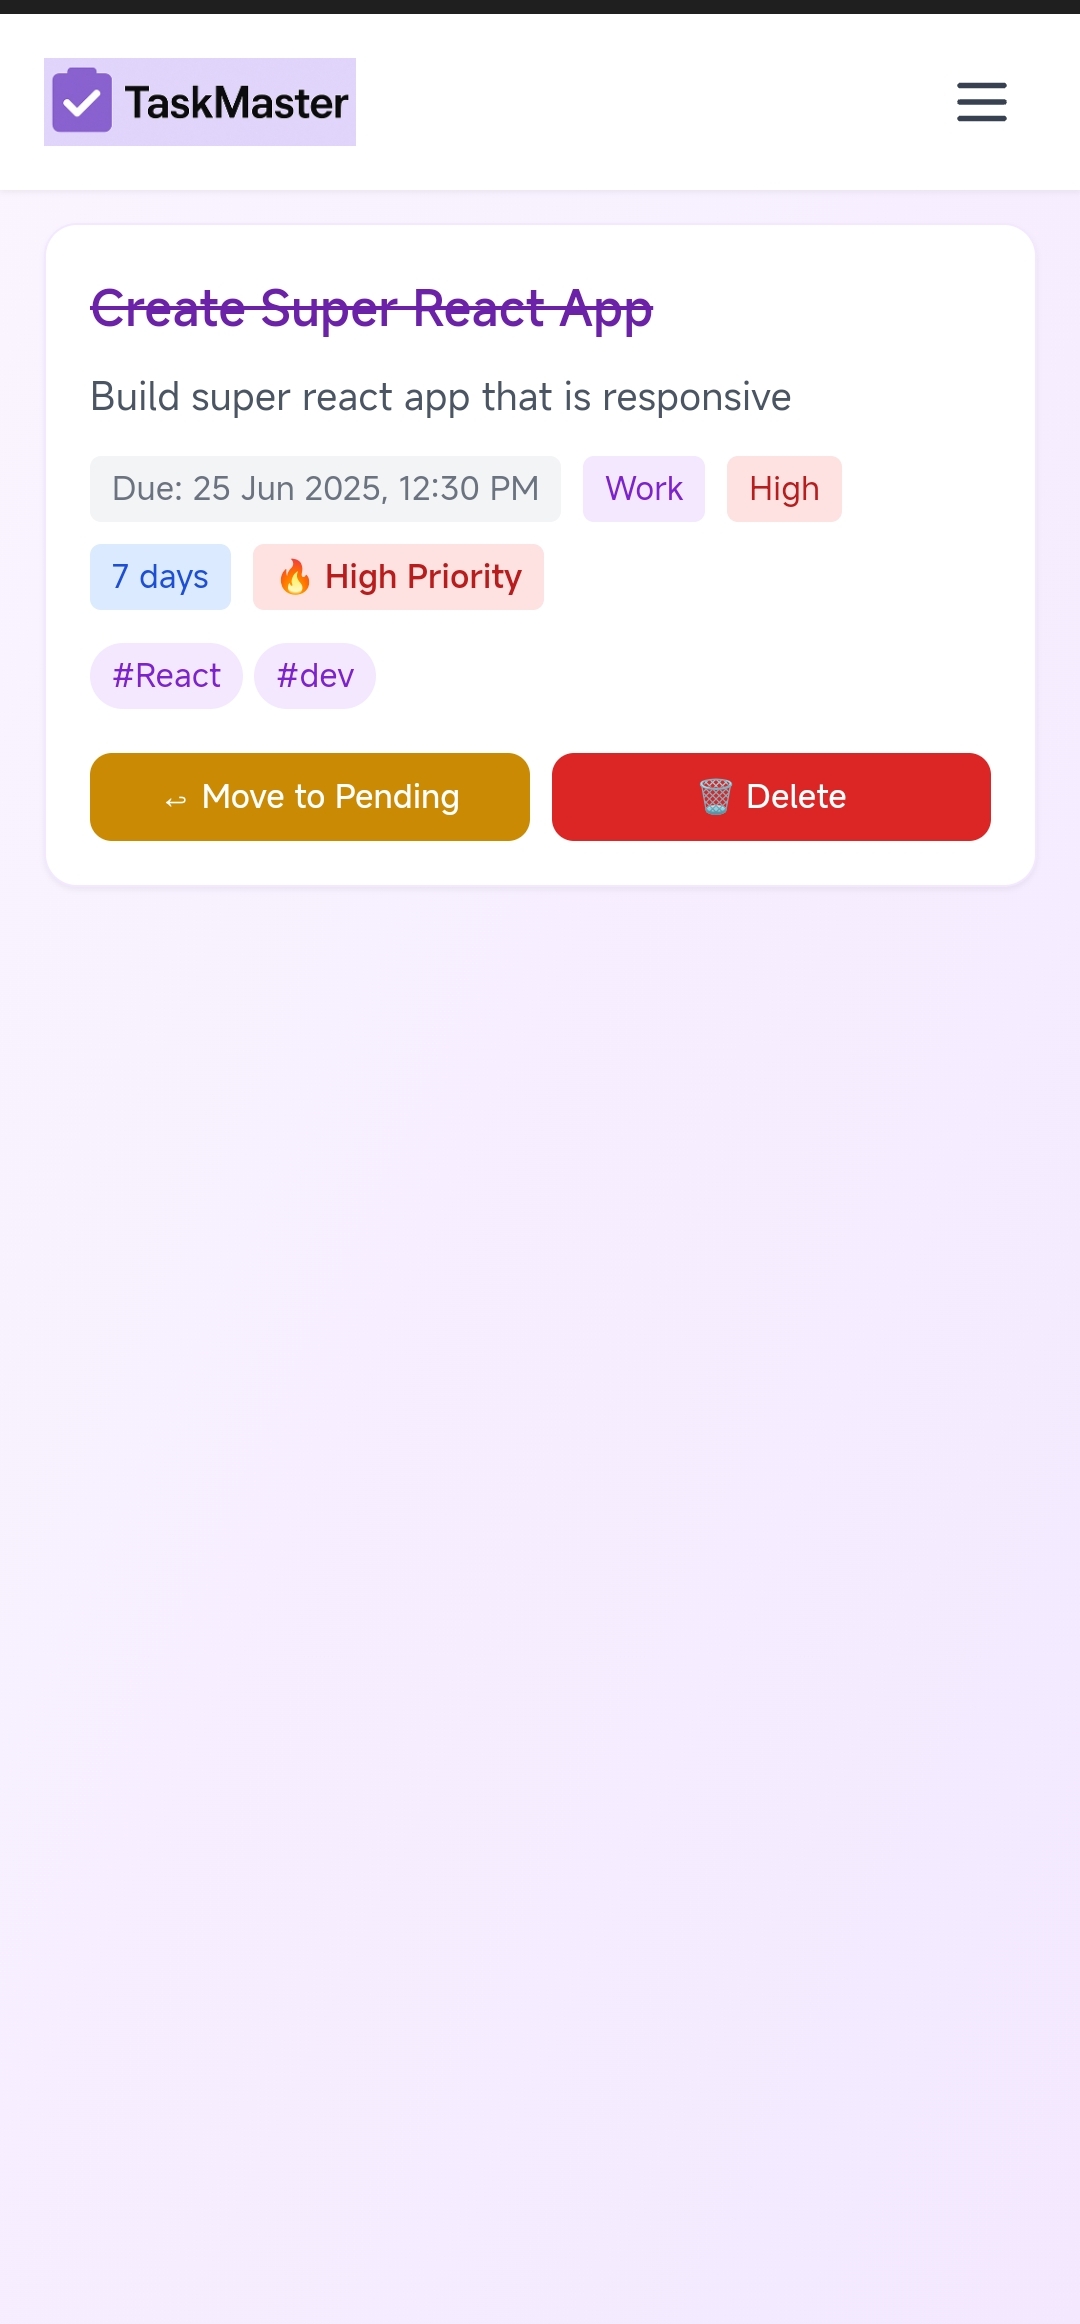 TaskMaster
Create Super React App
Build super react app that is responsive
Due: 25 Jun 2025, 12:30 PM Work High
7 days 🔥 High Priority
#React #dev
↩ Move to Pending 🗑️ Delete